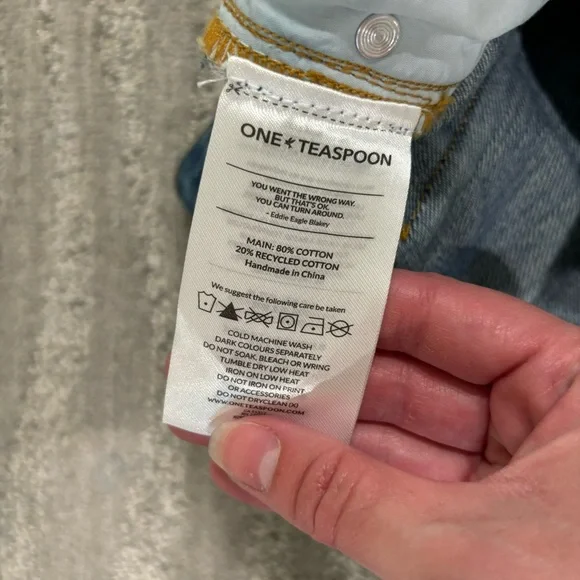 ONE TEASPOON
YOU WENT THE WRONG WAY.
BUT THAT'S OK.
YOU CAN TURN AROUND.
- Eddie Eagle Blakey
MAIN: 80% COTTON
20% RECYCLED COTTON
Handmade in China
We suggest the following care be taken
COLD MACHINE WASH
DARK COLOURS SEPARATELY
DO NOT SOAK, BLEACH OR WRING
TUMBLE DRY LOW HEAT
IRON ON LOW HEAT
DO NOT IRON ON PRINT
OR ACCESSORIES
DO NOT DRYCLEAN (X)
WWW.ONETEASPOON.COM